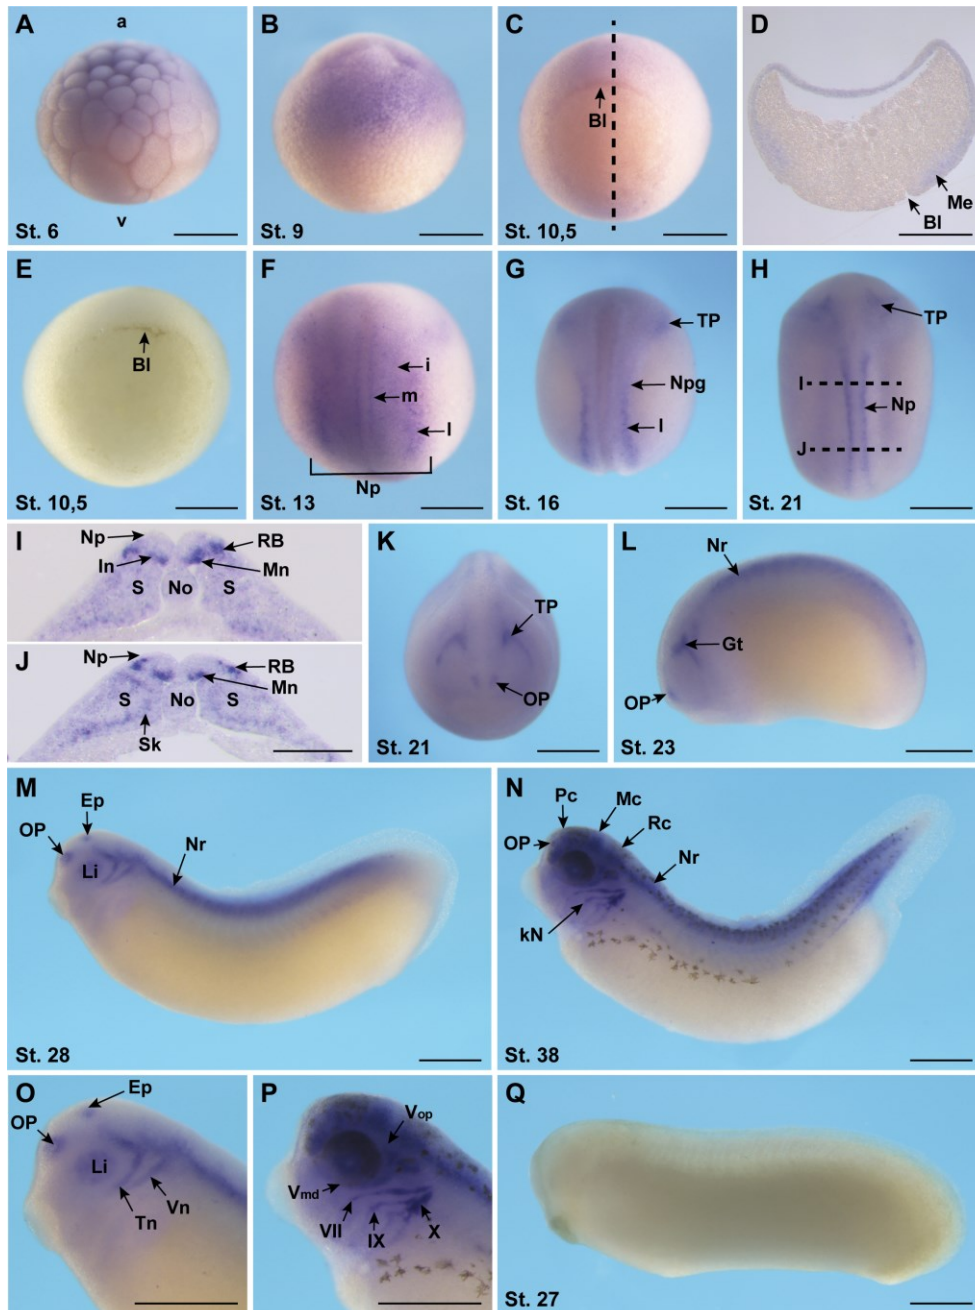 A
a
v
St. 6
B
St. 9
C
Bl
St. 10,5
D
Me
Bl
E
Bl
St. 10,5
F
i
m
l
Np
St. 13
G
TP
Npg
l
St. 16
H
TP
I
Np
J
St. 21
I
Np
RB
In
Mn
S
No
S
J
Np
RB
Mn
S
No
S
Sk
K
TP
OP
St. 21
L
Nr
Gt
OP
St. 23
M
Ep
OP
Li
Nr
St. 28
N
Pc
Mc
OP
Rc
Nr
kN
St. 38
O
Ep
OP
Li
Tn
Vn
P
Vop
Vmd
VII
IX
X
Q
St. 27